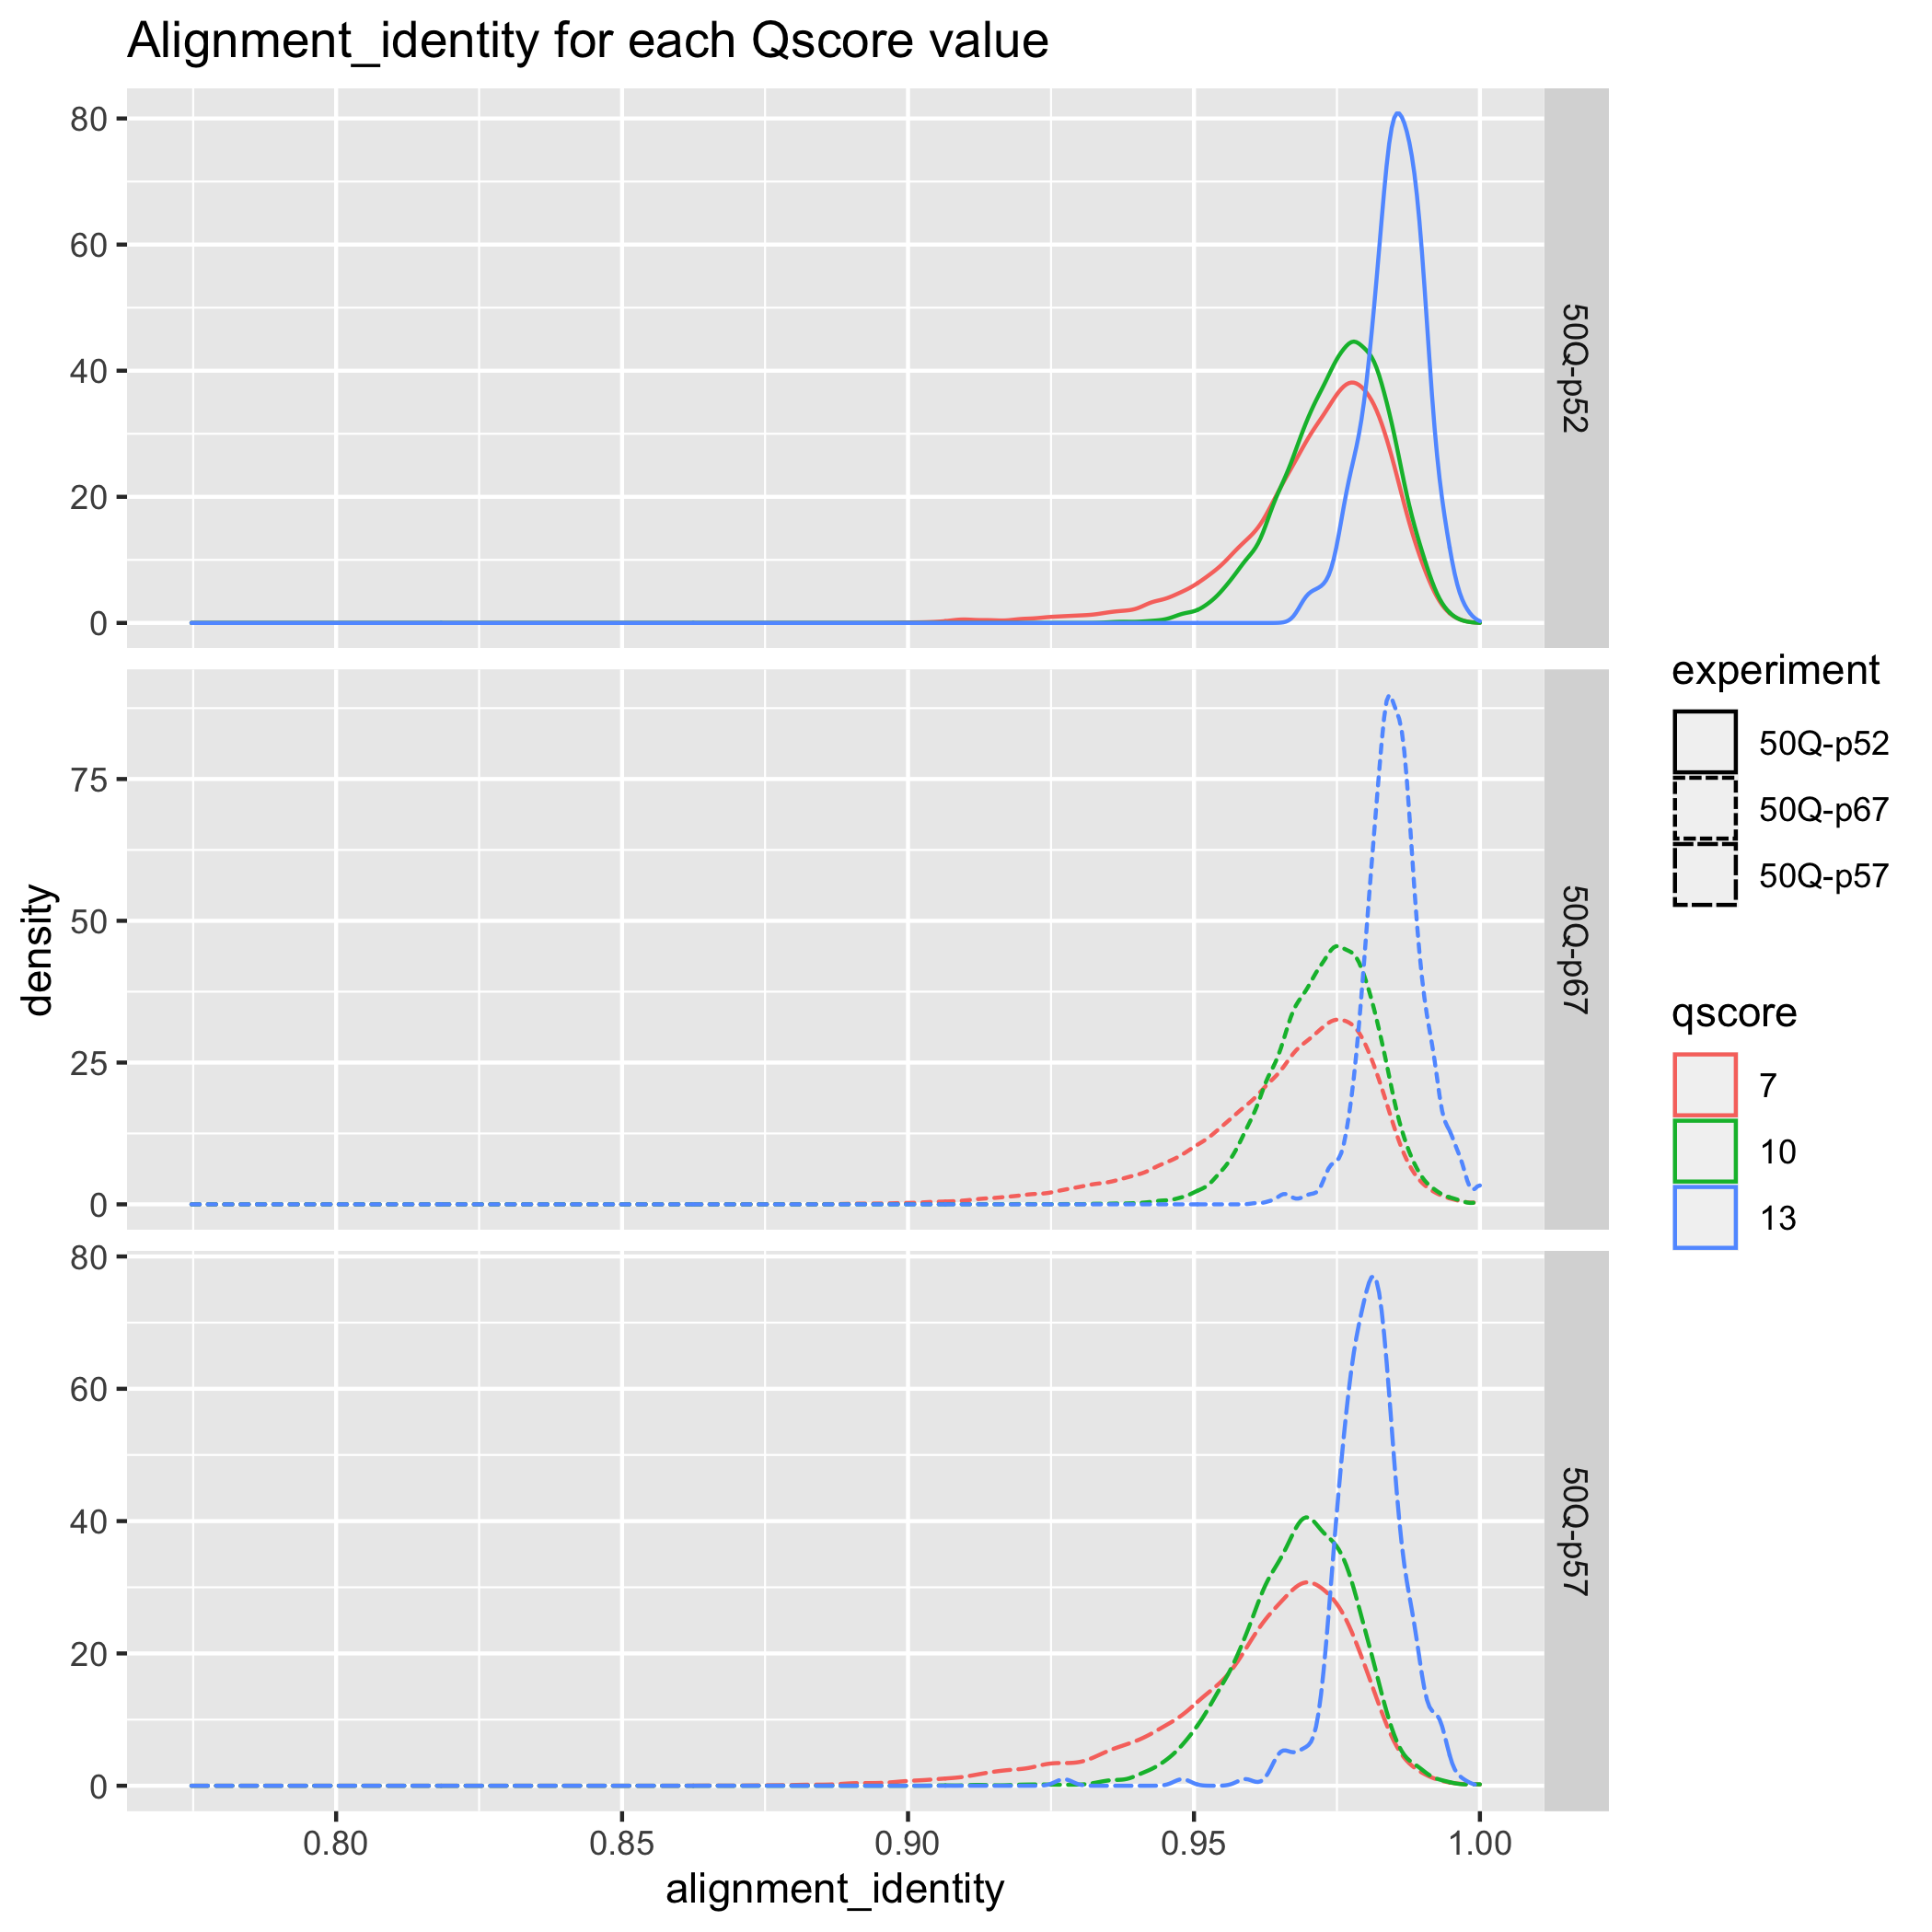 Alignment_identity for each Qscore value
80
60
40
20
0
50Q-p52
75
50
25
0
50Q-p67
80
60
40
20
0
50Q-p57
0.80
0.85
0.90
0.95
1.00
alignment_identity
density
experiment
50Q-p52
50Q-p67
50Q-p57
qscore
7
10
13